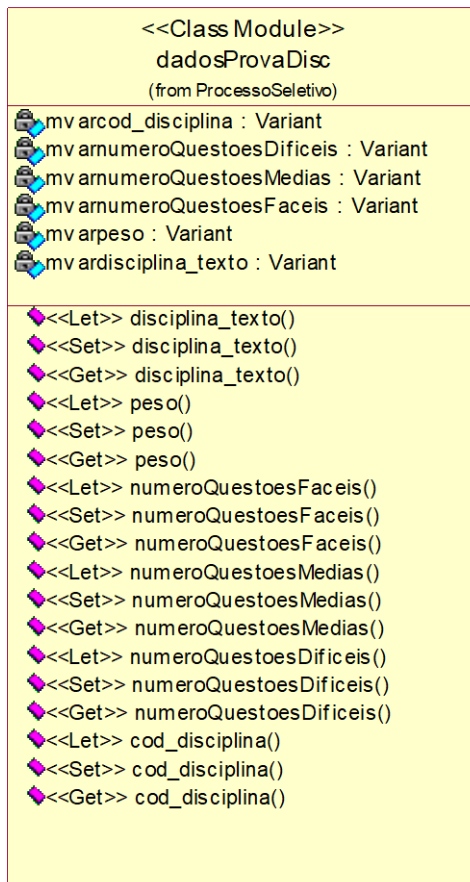 <<Class Module>>
dadosProvaDisc
(from ProcessoSeletivo)
mvarcod_disciplina : Variant
mvarnumeroQuestoesDificeis : Variant
mvarnumeroQuestoesMedias : Variant
mvarnumeroQuestoesFaceis : Variant
mvarpeso : Variant
mvardisciplina_texto : Variant
<<Let>> disciplina_texto()
<<Set>> disciplina_texto()
<<Get>> disciplina_texto()
<<Let>> peso()
<<Set>> peso()
<<Get>> peso()
<<Let>> numeroQuestoesFaceis()
<<Set>> numeroQuestoesFaceis()
<<Get>> numeroQuestoesFaceis()
<<Let>> numeroQuestoesMedias()
<<Set>> numeroQuestoesMedias()
<<Get>> numeroQuestoesMedias()
<<Let>> numeroQuestoesDificeis()
<<Set>> numeroQuestoesDificeis()
<<Get>> numeroQuestoesDificeis()
<<Let>> cod_disciplina()
<<Set>> cod_disciplina()
<<Get>> cod_disciplina()